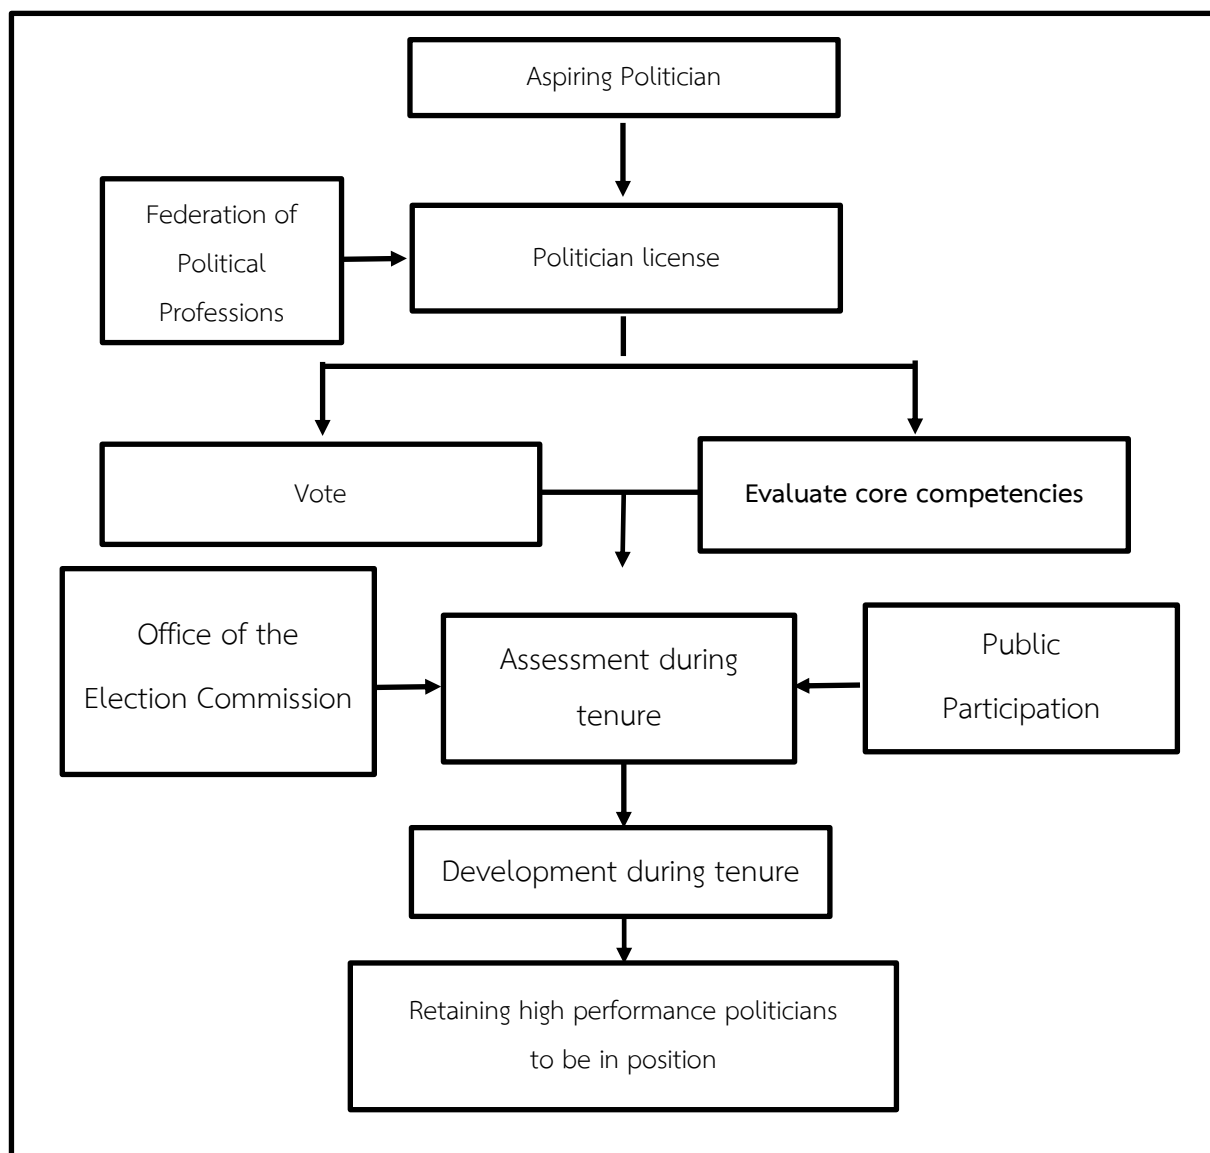 Aspiring Politician
Federation of
Political
Professions
Politician license
Vote
Evaluate core competencies
Office of the
Election Commission
Assessment during
tenure
Public
Participation
Development during tenure
Retaining high performance politicians
to be in position